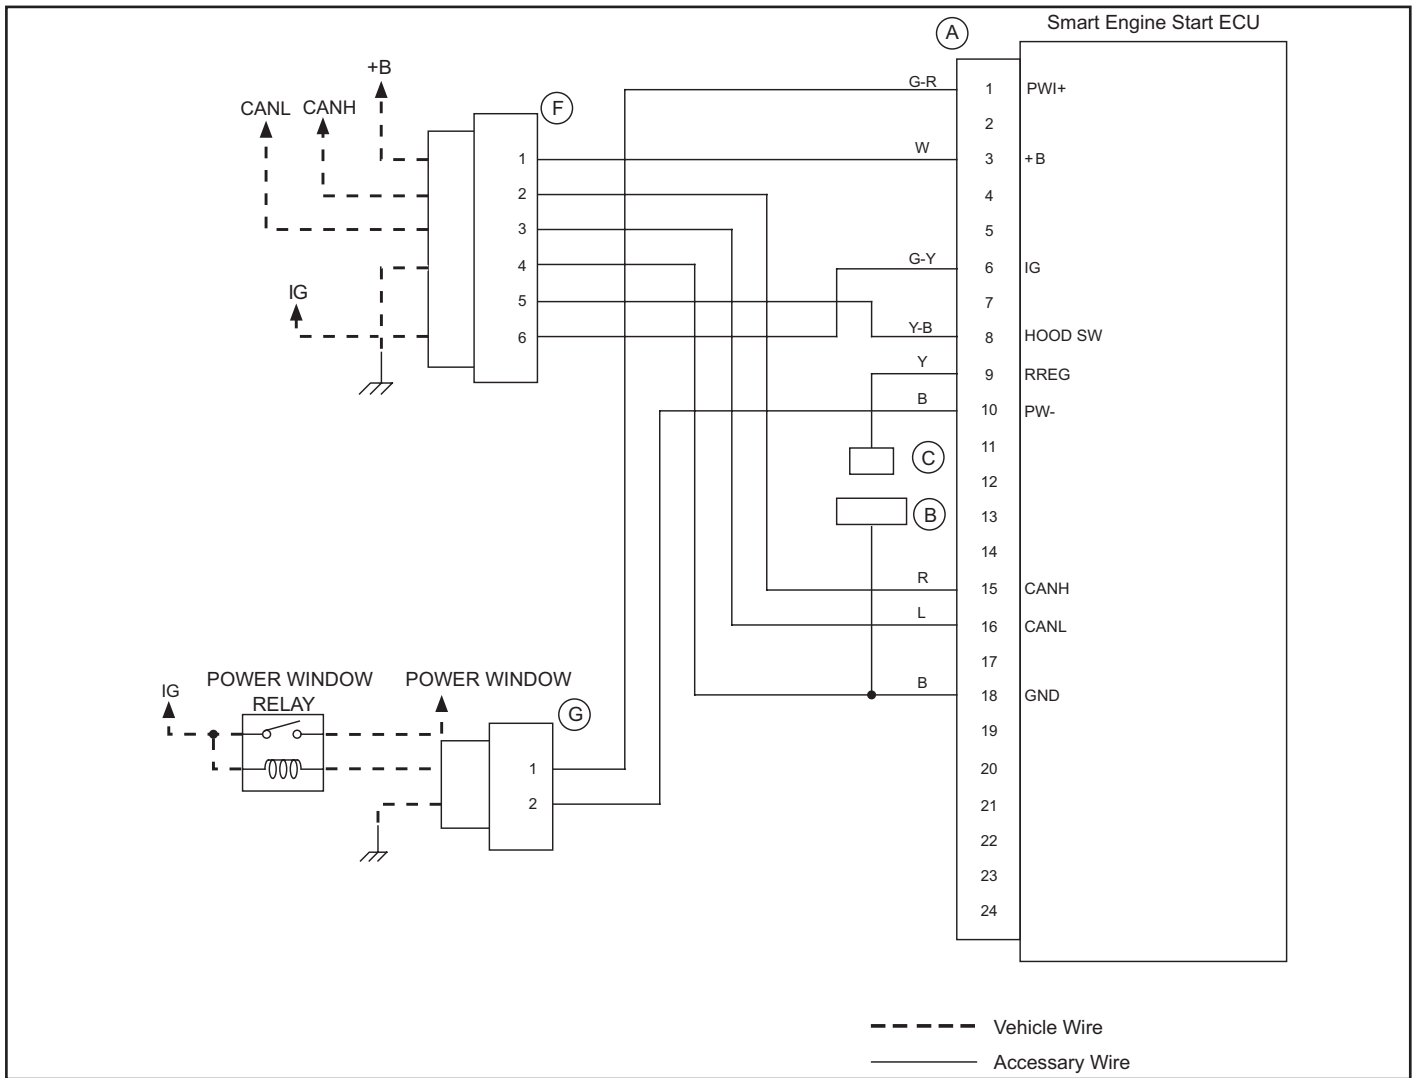 Smart Engine Start ECU
A
+B
CANL CANH
F
G-R 1 PWI+
2
1 W 3 +B
2 4
3 5
4 G-Y 6 IG
IG
5 7
6 Y-B 8 HOOD SW
Y 9 RREG
B 10 PW-
11
C
12
B 13
14
R 15 CANH
L 16 CANL
17
POWER WINDOW RELAY
POWER WINDOW
IG
B 18 GND
G
19
1 20
2 21
22
23
24
Vehicle Wire
Accessary Wire